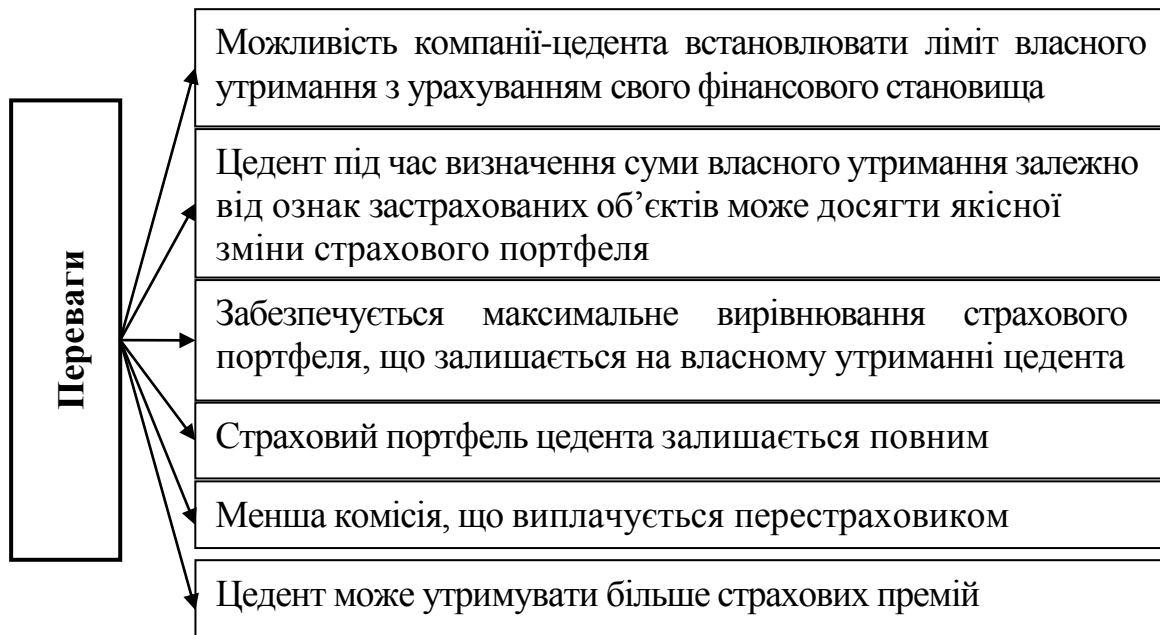 Переваги
Можливість компанії-цедента встановлювати ліміт власного
утримання з урахуванням свого фінансового становища
Цедент під час визначення суми власного утримання залежно
від ознак застрахованих об’єктів може досягти якісної
зміни страхового портфеля
Забезпечується максимальне вирівнювання страхового
портфеля, що залишається на власному утриманні цедента
Страховий портфель цедента залишається повним
Менша комісія, що виплачується перестраховиком
Цедент може утримувати більше страхових премій